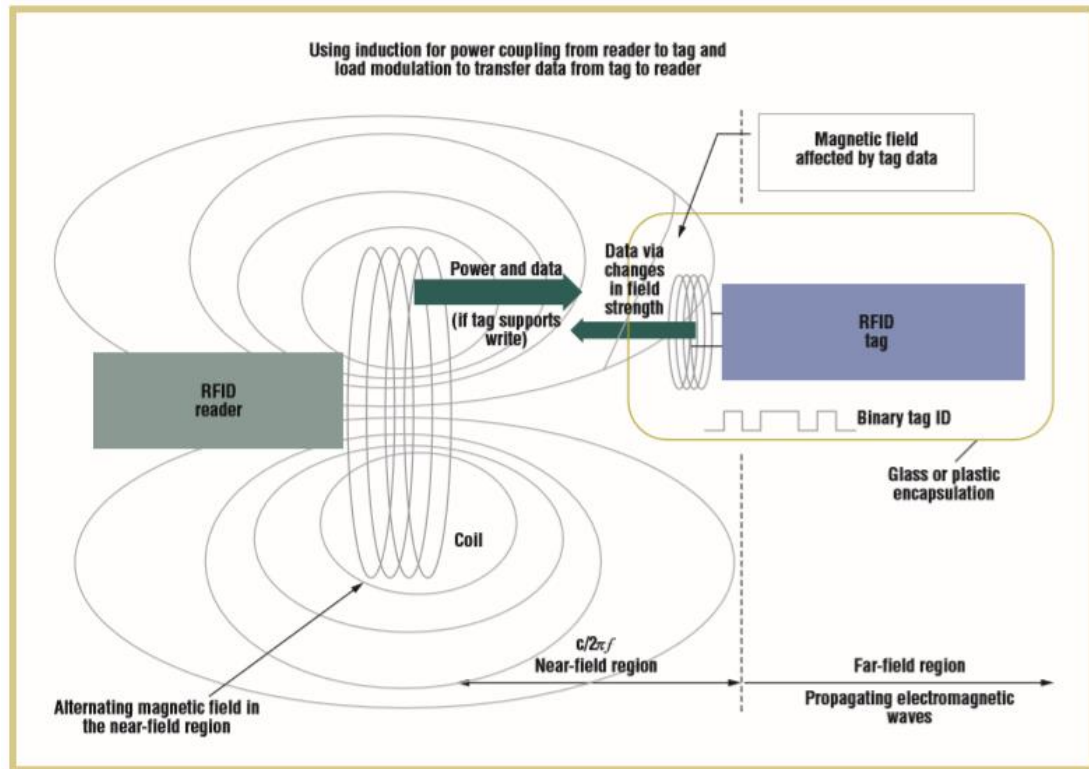 Using induction for power coupling from reader to tag and
load modulation to transfer data from tag to reader
Magnetic field
affected by tag data
Power and data
(if tag supports
write)
Data via
changes
in field
strength
RFID
reader
RFID
tag
Binary tag ID
Glass or plastic
encapsulation
Coil
c/2πf
Near-field region
Far-field region
Propagating electromagnetic
waves
Alternating magnetic field in
the near-field region